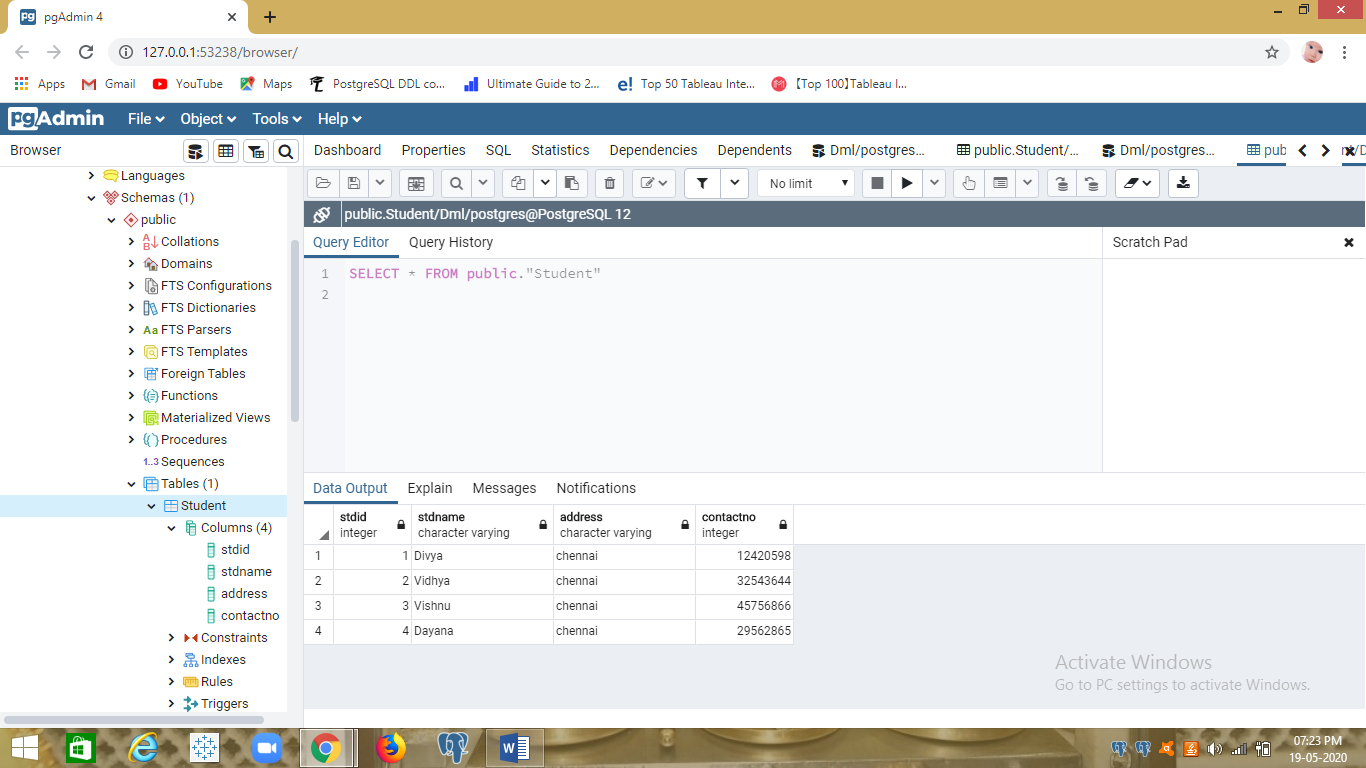 pgAdmin 4
127.0.0.1:53238/browser/
Apps Gmail YouTube Maps PostgreSQL DDL co... Ultimate Guide to 2... Top 50 Tableau Inte... 【Top 100】Tableau I...
pgAdmin File Object Tools Help
Browser
Dashboard Properties SQL Statistics Dependencies Dependents Dml/postgres... public.Student/... Dml/postgres... pub
Languages
Schemas (1)
public
Collations
Domains
FTS Configurations
FTS Dictionaries
Aa FTS Parsers
FTS Templates
Foreign Tables
Functions
Materialized Views
Procedures
1..3 Sequences
Tables (1)
Student
Columns (4)
stdid
stdname
address
contactno
Constraints
Indexes
Rules
Triggers
No limit
public.Student/Dml/postgres@PostgreSQL 12
Query Editor Query History
Scratch Pad
1 SELECT * FROM public."Student"
2
Data Output Explain Messages Notifications
stdid stdname address contactno
integer character varying character varying integer
1 1 Divya chennai 12420598
2 2 Vidhya chennai 32543644
3 3 Vishnu chennai 45756866
4 4 Dayana chennai 29562865
Activate Windows
Go to PC settings to activate Windows.
07:23 PM
19-05-2020